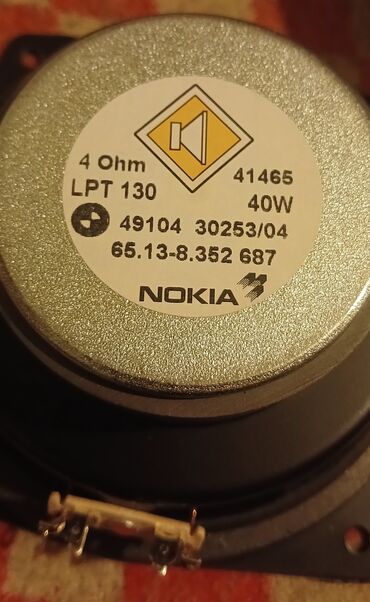 4 Ohm 41465
LPT 130 40W
49104 30253/04
65.13-8.352 687
NOKIA